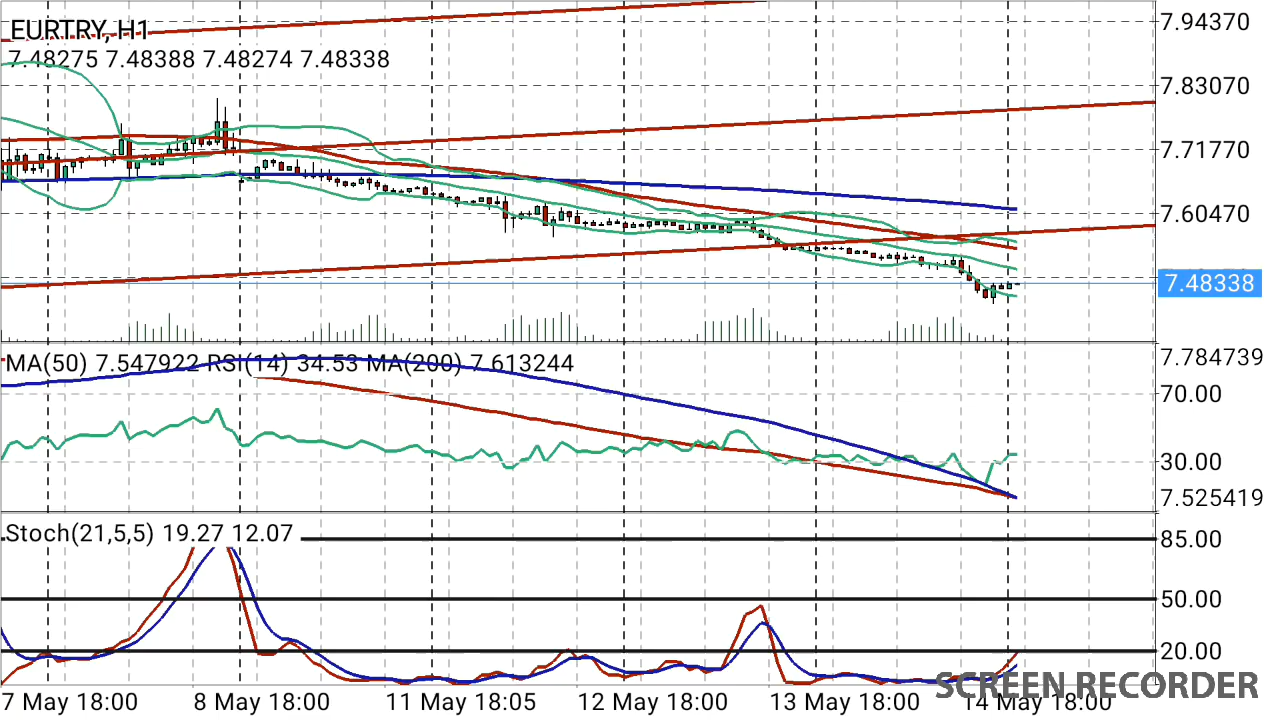 EURTRY, H1
7.48275 7.48388 7.48274 7.48338
7.94370
7.83070
7.71770
7.60470
7.48338
MA(50) 7.547922 RSI(14) 34.53 MA(200) 7.613244
7.784739
70.00
30.00
7.525419
Stoch(21,5,5) 19.27 12.07
85.00
50.00
20.00
SCREEN RECORDER
7 May 18:00 8 May 18:00 11 May 18:05 12 May 18:00 13 May 18:00 14 May 18:00